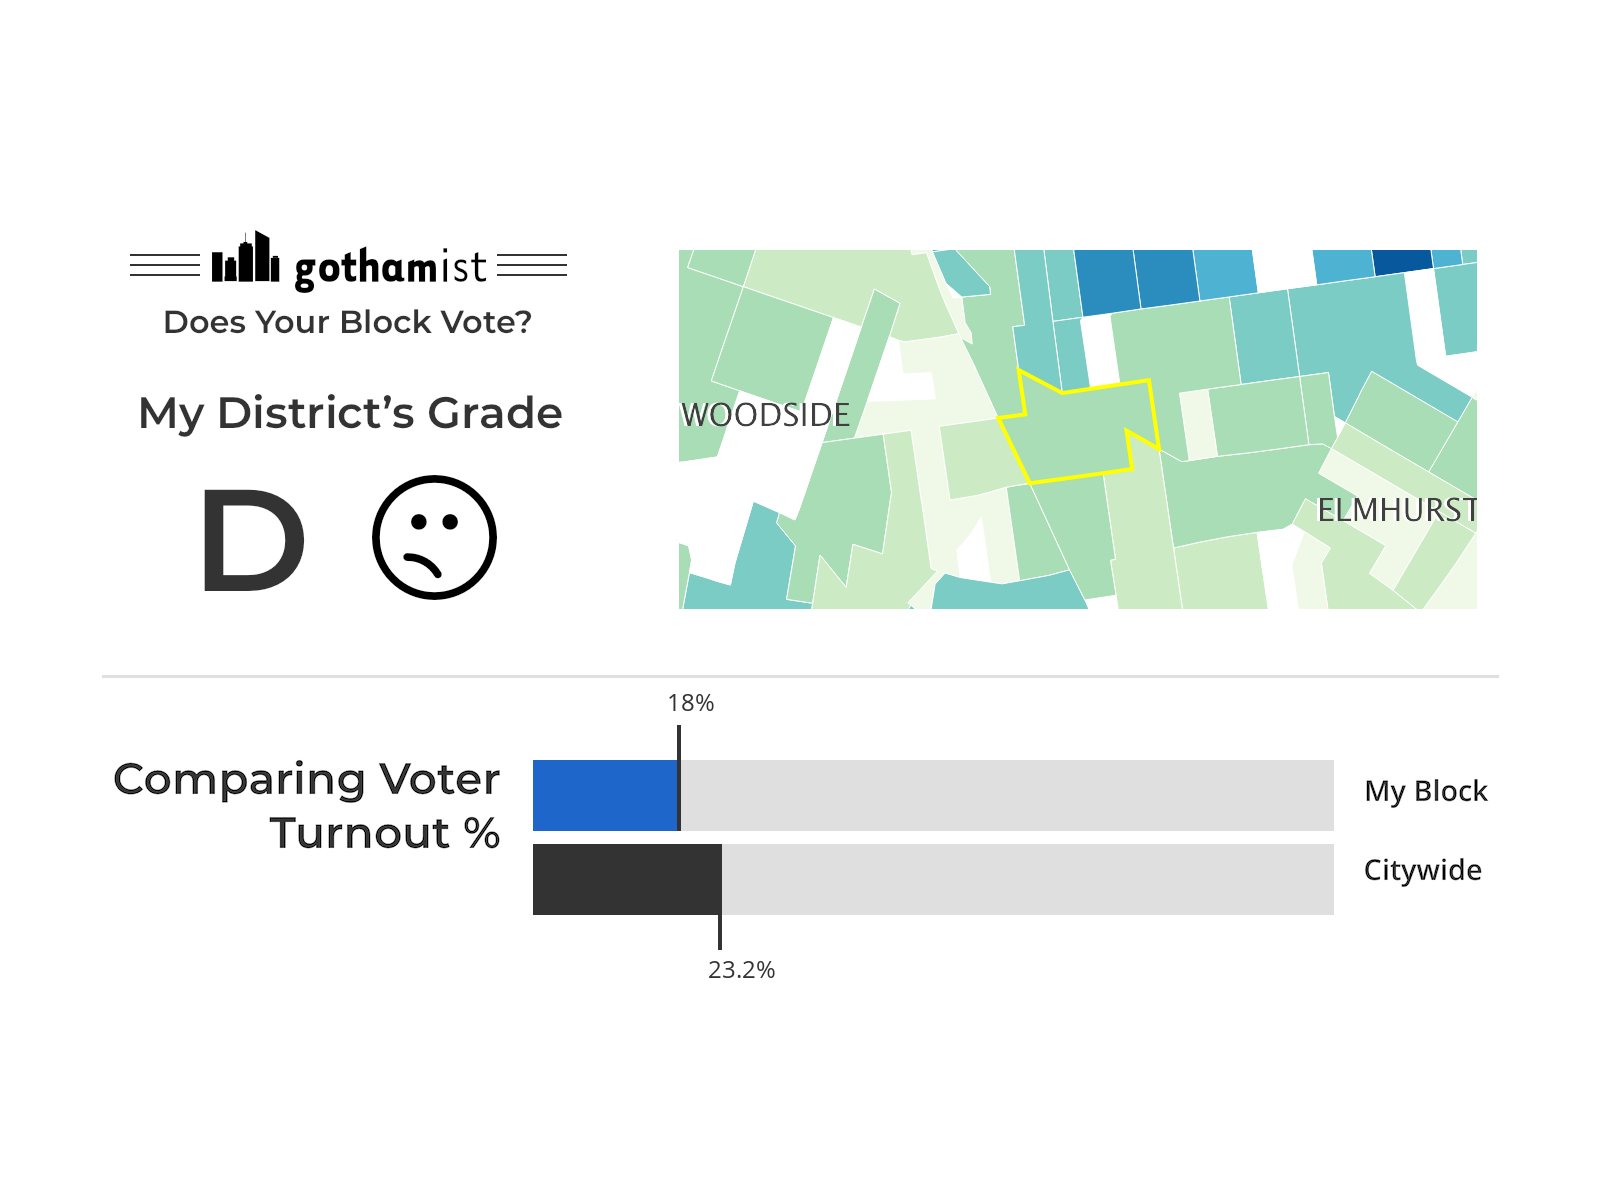 gothamist
Does Your Block Vote?
My District’s Grade
D
WOODSIDE
ELMHURST
18%
Comparing Voter
Turnout %
My Block
Citywide
23.2%